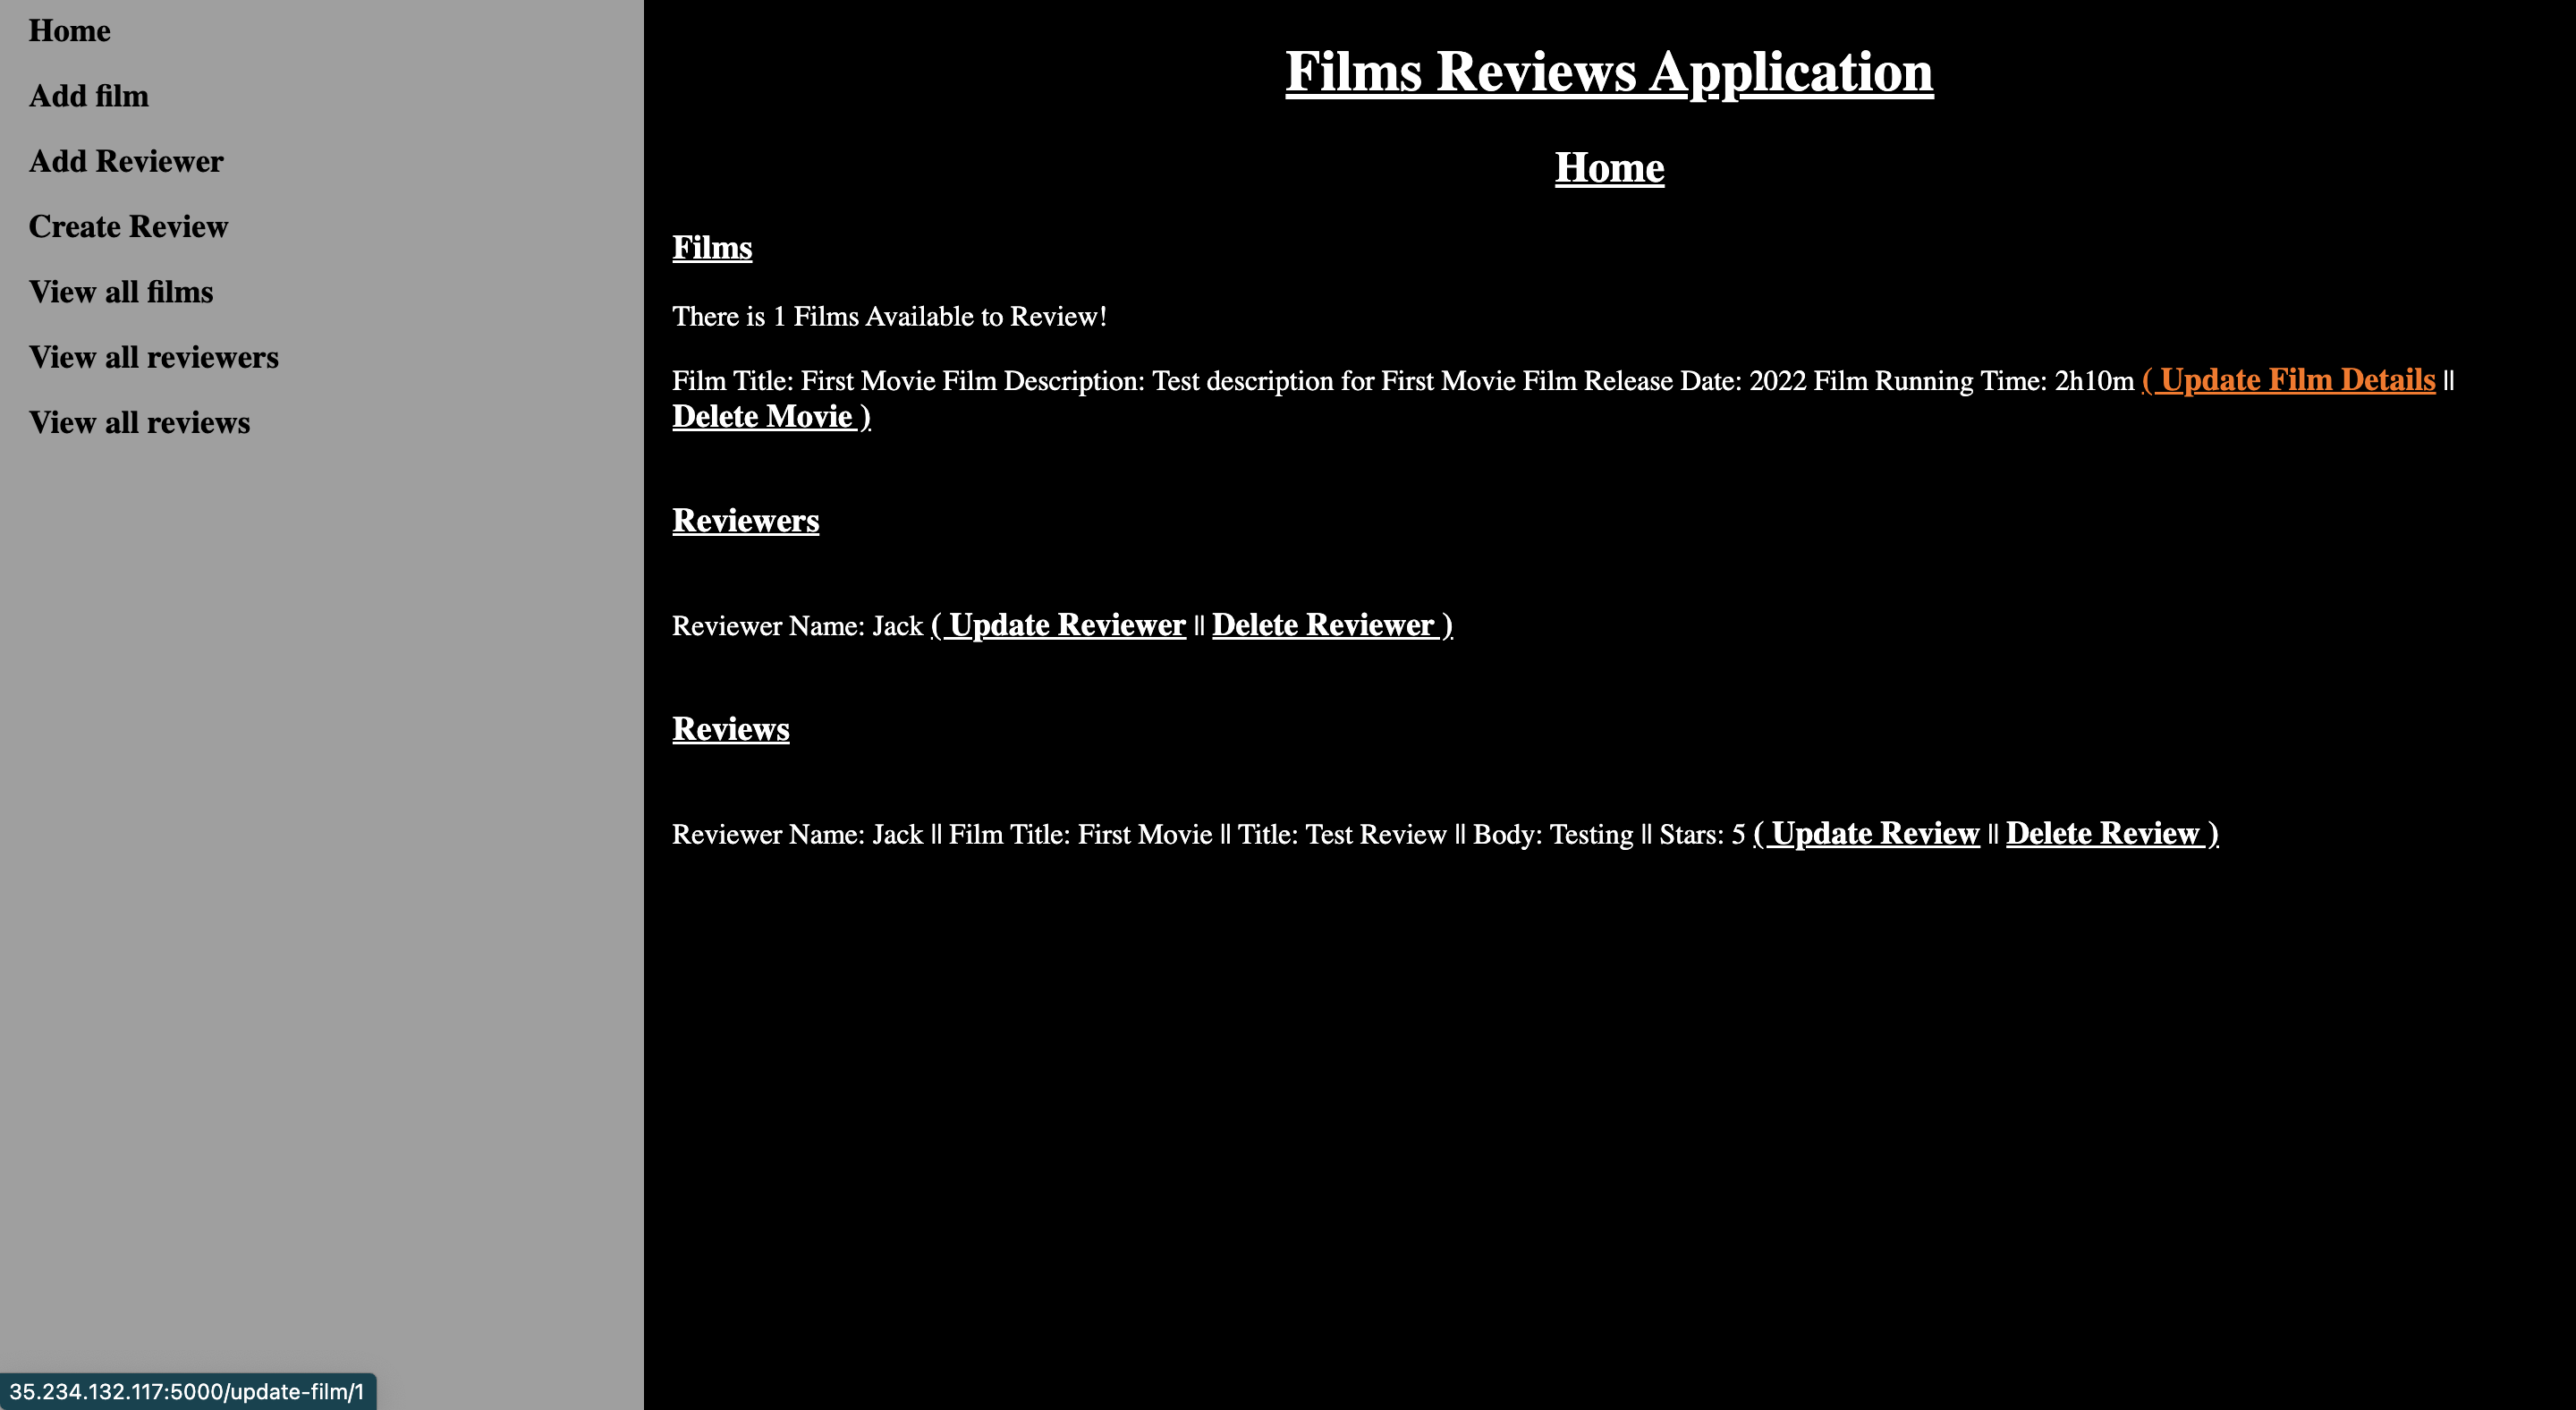 Home
Add film
Add Reviewer
Create Review
View all films
View all reviewers
View all reviews
Films Reviews Application
Home
Films
There is 1 Films Available to Review!
Film Title: First Movie Film Description: Test description for First Movie Film Release Date: 2022 Film Running Time: 2h10m ( Update Film Details ||
Delete Movie )
Reviewers
Reviewer Name: Jack ( Update Reviewer || Delete Reviewer )
Reviews
Reviewer Name: Jack || Film Title: First Movie || Title: Test Review || Body: Testing || Stars: 5 ( Update Review || Delete Review )
35.234.132.117:5000/update-film/1